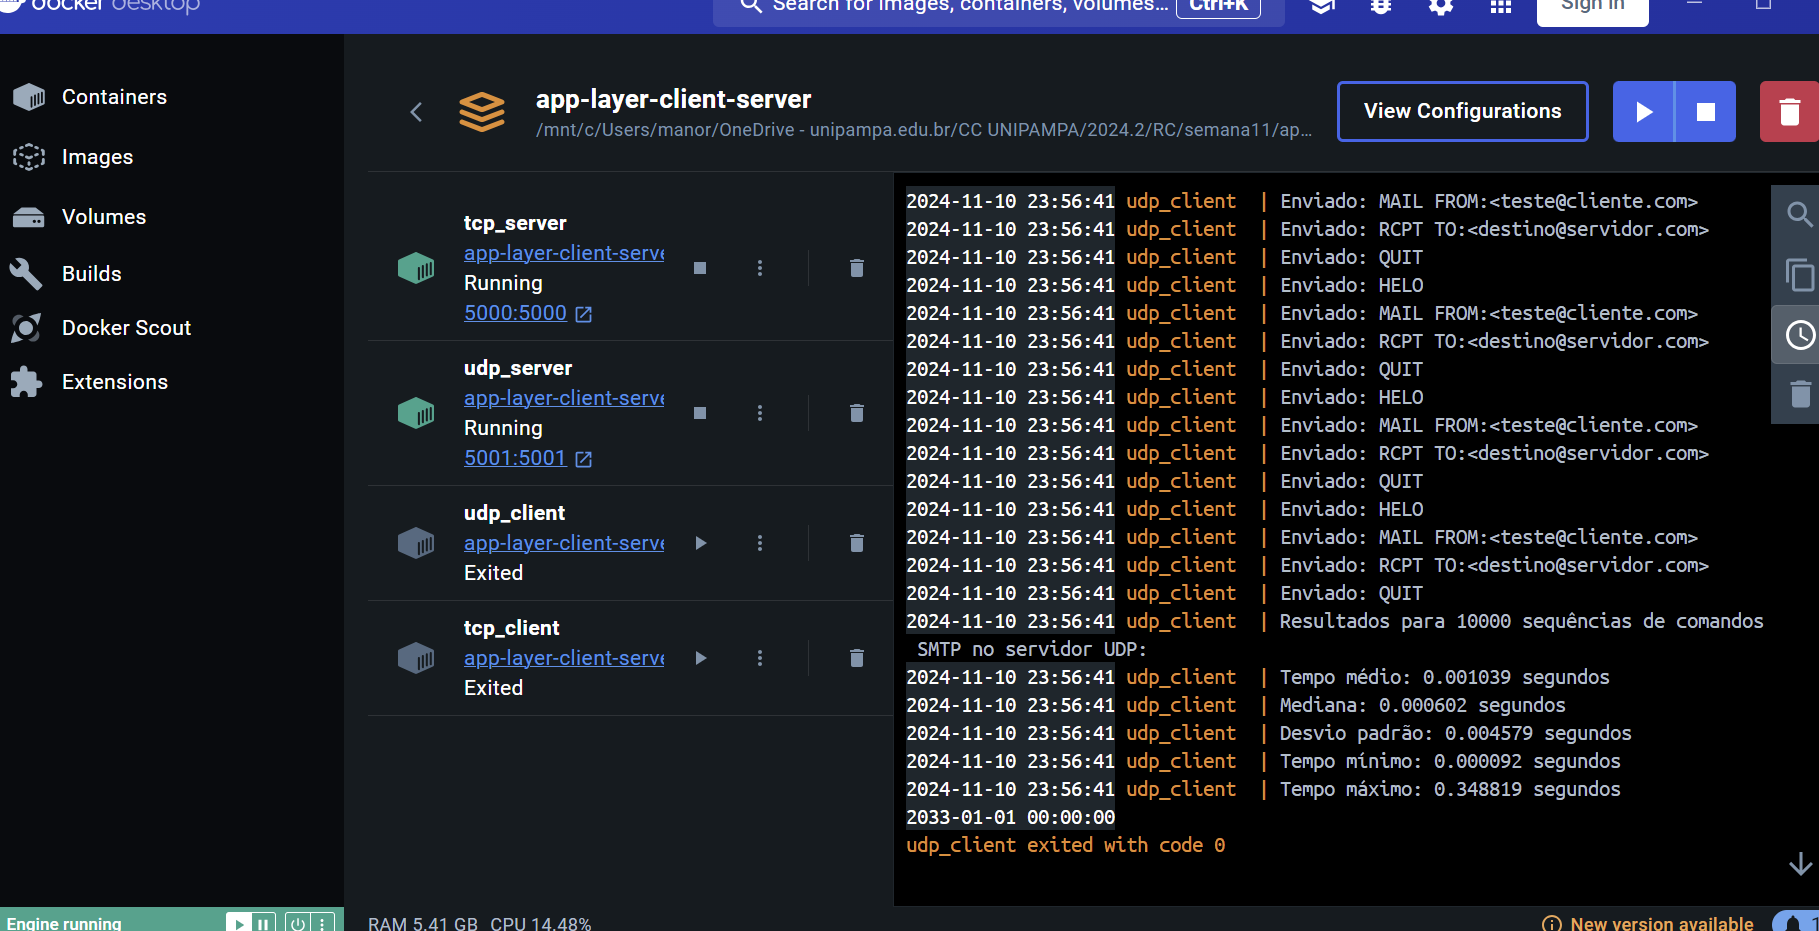 docker desktop
Search for images, containers, volumes... Ctrl+K
Sign in
Containers
Images
Volumes
Builds
Docker Scout
Extensions
app-layer-client-server
/mnt/c/Users/manor/OneDrive - unipampa.edu.br/CC UNIPAMPA/2024.2/RC/semana11/ap...
View Configurations
tcp_server
app-layer-client-serve
Running
5000:5000
udp_server
app-layer-client-serve
Running
5001:5001
udp_client
app-layer-client-serve
Exited
tcp_client
app-layer-client-serve
Exited
2024-11-10 23:56:41 udp_client | Enviado: MAIL FROM:<teste@cliente.com>
2024-11-10 23:56:41 udp_client | Enviado: RCPT TO:<destino@servidor.com>
2024-11-10 23:56:41 udp_client | Enviado: QUIT
2024-11-10 23:56:41 udp_client | Enviado: HELO
2024-11-10 23:56:41 udp_client | Enviado: MAIL FROM:<teste@cliente.com>
2024-11-10 23:56:41 udp_client | Enviado: RCPT TO:<destino@servidor.com>
2024-11-10 23:56:41 udp_client | Enviado: QUIT
2024-11-10 23:56:41 udp_client | Enviado: HELO
2024-11-10 23:56:41 udp_client | Enviado: MAIL FROM:<teste@cliente.com>
2024-11-10 23:56:41 udp_client | Enviado: RCPT TO:<destino@servidor.com>
2024-11-10 23:56:41 udp_client | Enviado: QUIT
2024-11-10 23:56:41 udp_client | Enviado: HELO
2024-11-10 23:56:41 udp_client | Enviado: MAIL FROM:<teste@cliente.com>
2024-11-10 23:56:41 udp_client | Enviado: RCPT TO:<destino@servidor.com>
2024-11-10 23:56:41 udp_client | Enviado: QUIT
2024-11-10 23:56:41 udp_client | Resultados para 10000 sequências de comandos
SMTP no servidor UDP:
2024-11-10 23:56:41 udp_client | Tempo médio: 0.001039 segundos
2024-11-10 23:56:41 udp_client | Mediana: 0.000602 segundos
2024-11-10 23:56:41 udp_client | Desvio padrão: 0.004579 segundos
2024-11-10 23:56:41 udp_client | Tempo mínimo: 0.000092 segundos
2024-11-10 23:56:41 udp_client | Tempo máximo: 0.348819 segundos
2033-01-01 00:00:00
udp_client exited with code 0
Engine running
RAM 5.41 GB CPU 14.48%
New version available